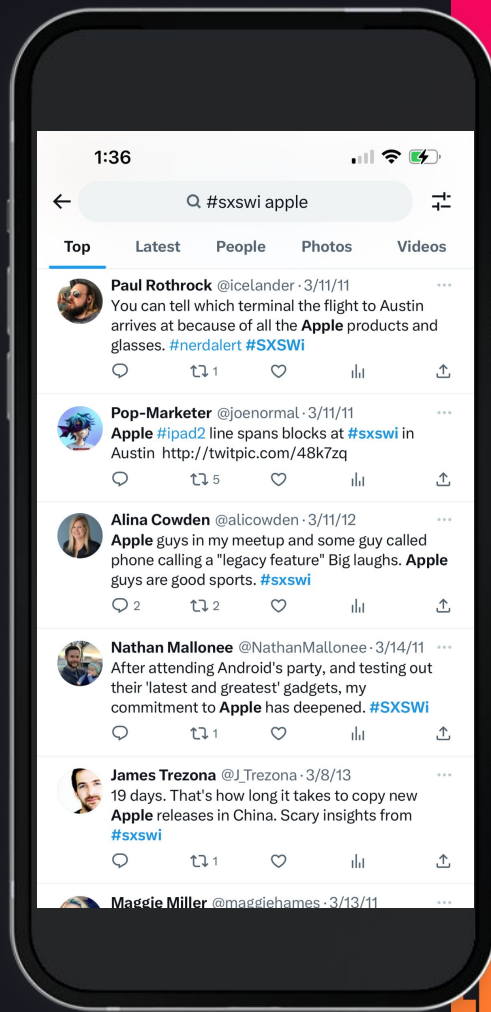 1:36
#sxswi apple
Top Latest People Photos Videos
Paul Rothrock @icelander · 3/11/11
You can tell which terminal the flight to Austin
arrives at because of all the Apple products and
glasses. #nerdalert #SXSWi
1
Pop-Marketer @joenormal · 3/11/11
Apple #ipad2 line spans blocks at #sxswi in
Austin http://twitpic.com/48k7zq
5
Alina Cowden @alicowden · 3/11/12
Apple guys in my meetup and some guy called
phone calling a "legacy feature" Big laughs. Apple
guys are good sports. #sxswi
2 2
Nathan Mallonee @NathanMallonee · 3/14/11
After attending Android's party, and testing out
their 'latest and greatest' gadgets, my
commitment to Apple has deepened. #SXSWi
1
James Trezona @J_Trezona · 3/8/13
19 days. That's how long it takes to copy new
Apple releases in China. Scary insights from
#sxswi
1
Maggie Miller @maggiehames · 3/13/11